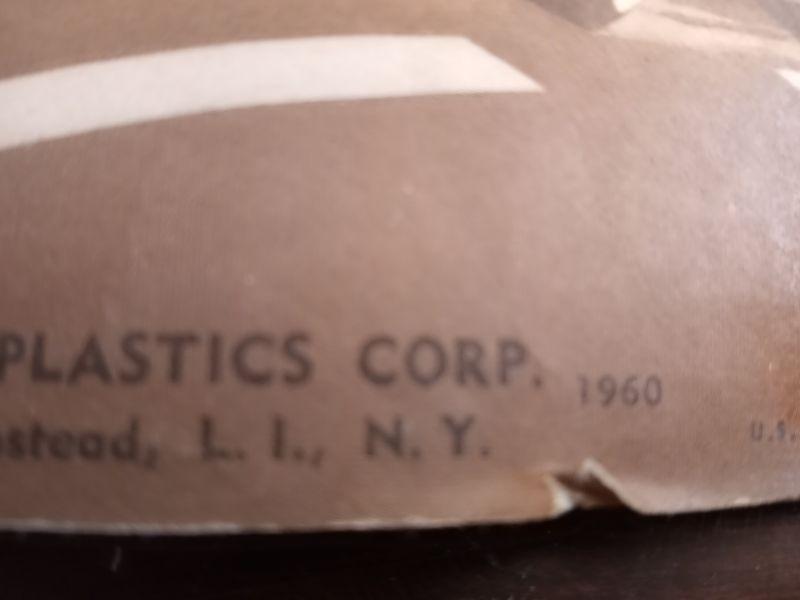 PLASTICS CORP. 1960
stead, L. I., N. Y.
U.S.